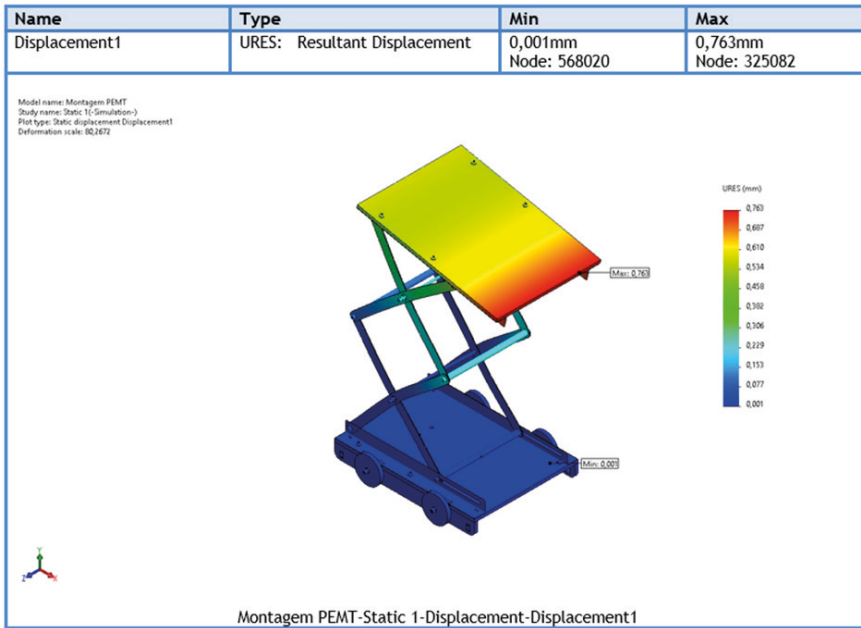 Name Type Min Max
Displacement1 URES: Resultant Displacement 0,001mm 0,763mm
Node: 568020 Node: 325082
Model name: Montagem PEMT
Study name: Static 1(-Simulation-)
Plot type: Static displacement Displacement1
Deformation scale: 80,2672
URES (mm)
0,763
0,687
0,610
0,534
0,458
0,382
0,306
0,229
0,153
0,077
0,001
Max: 0,763
Min: 0,001
Y
Z X
Montagem PEMT-Static 1-Displacement-Displacement1